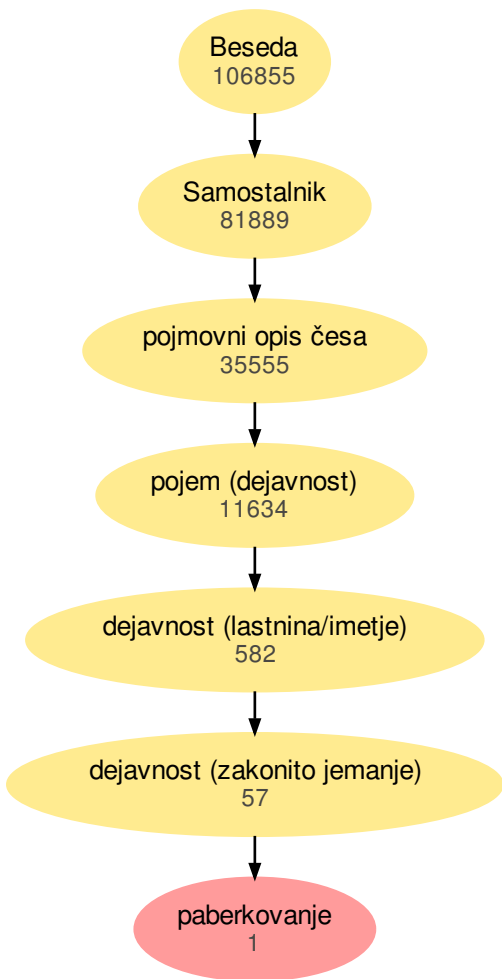 Beseda
106855
Samostalnik
81889
pojmovni opis česa
35555
pojem (dejavnost)
11634
dejavnost (lastnina/imetje)
582
dejavnost (zakonito jemanje)
57
paberkovanje
1